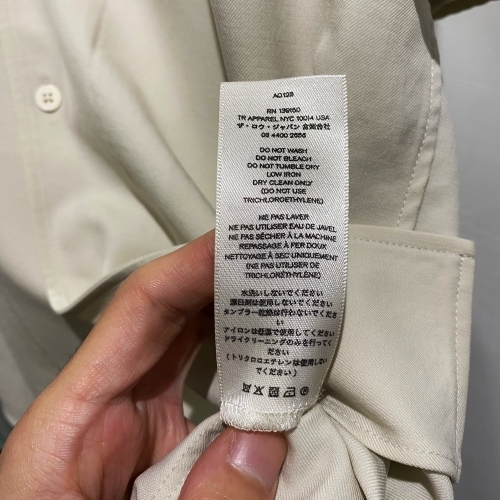 AO123
RN 139160
TR APPAREL NYC 10014 USA
ザ・ロウ・ジャパン 合同会社
03 4400 2656
DO NOT WASH
DO NOT BLEACH
DO NOT TUMBLE DRY
LOW IRON
DRY CLEAN ONLY
(DO NOT USE
TRICHLOROETHYLENE)
NE PAS LAVER
NE PAS UTILISER EAU DE JAVEL
NE PAS SÉCHER À LA MACHINE
REPASSAGE À FER DOUX
NETTOYAGE À SEC UNIQUEMENT
(NE PAS UTILISER DE
TRICHLORÉTHYLÈNE)
水洗いしないでください
漂白剤は使用しないでください
タンブラー乾燥は行わないでくださ
い
アイロンは低温で使用してください
ドライクリーニングのみを行ってく
ださい
(トリクロロエチレンは使用しない
でください)